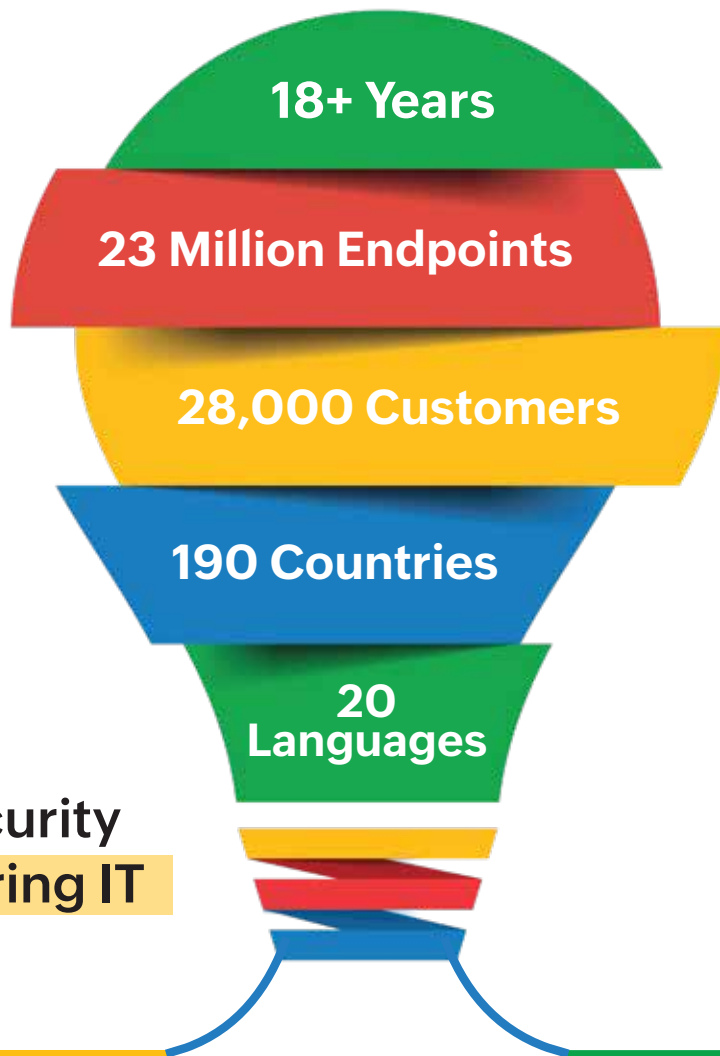 18+ Years
23 Million Endpoints
28,000 Customers
190 Countries
20
Languages
curity
ring IT